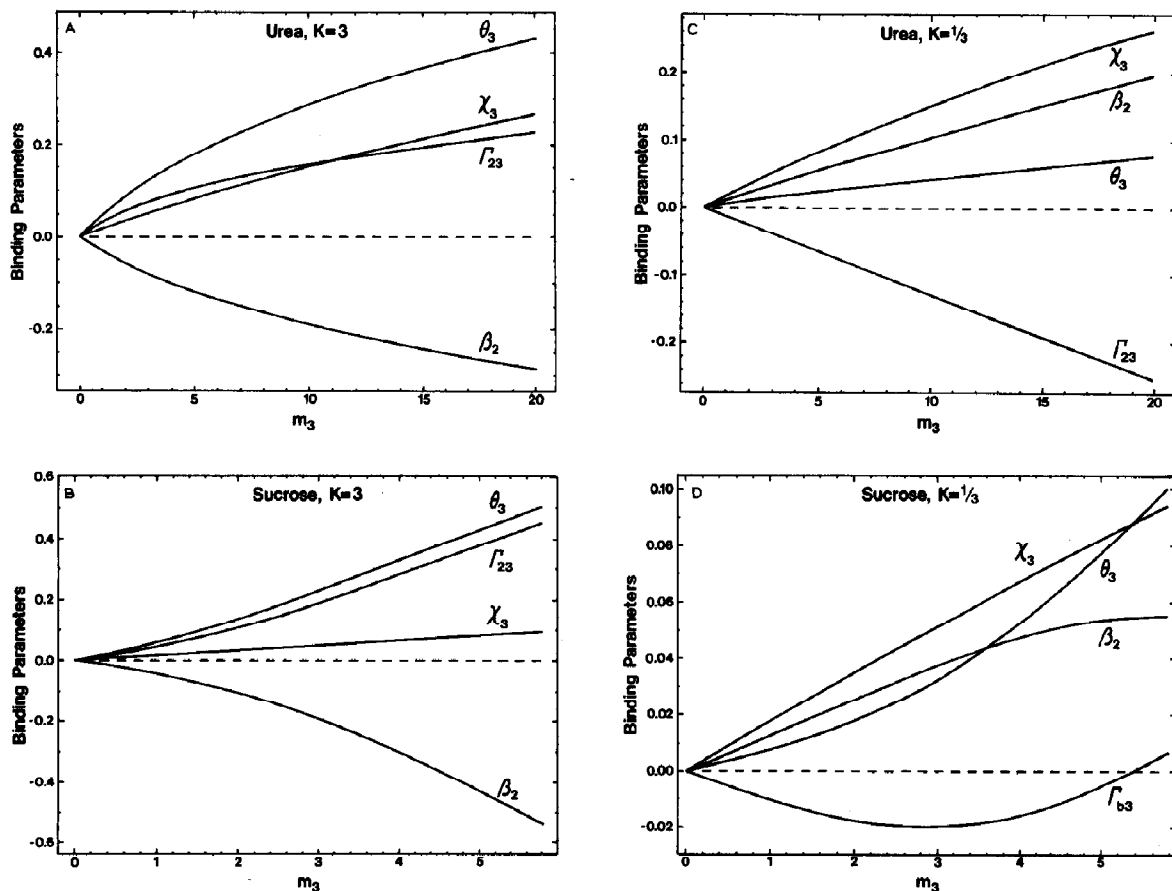 A
Urea, K=3
θ₃
0.4
χ₃
0.2
Γ₂₃
Binding Parameters
0.0
-0.2
β₂
0 5 10 15 20
m₃
C
Urea, K=⅓
χ₃
0.2
β₂
0.1
θ₃
Binding Parameters
0.0
-0.1
-0.2
Γ₂₃
0 5 10 15 20
m₃
B
Sucrose, K=3
0.6
θ₃
0.4
Γ₂₃
0.2
χ₃
Binding Parameters
0.0
-0.2
-0.4
β₂
-0.6
0 1 2 3 4 5
m₃
D
Sucrose, K=⅓
0.10
χ₃
0.08
θ₃
0.06
β₂
Binding Parameters
0.04
0.02
0.00
Γb₃
-0.02
0 1 2 3 4 5
m₃